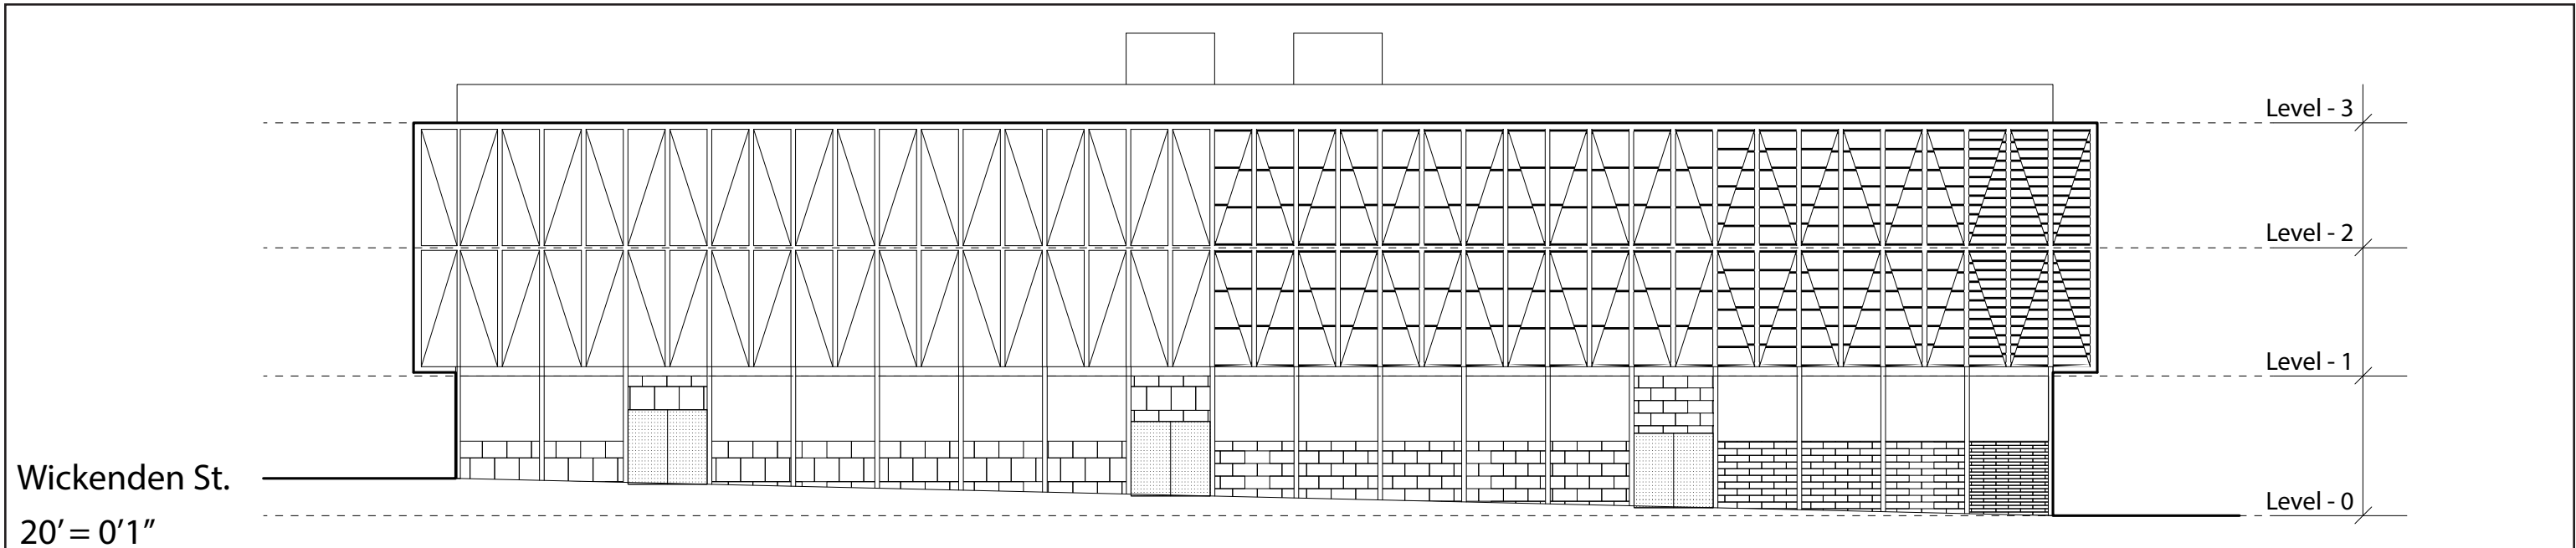 Level - 3
Level - 2
Level - 1
Wickenden St.
Level - 0
20’ = 0’1”